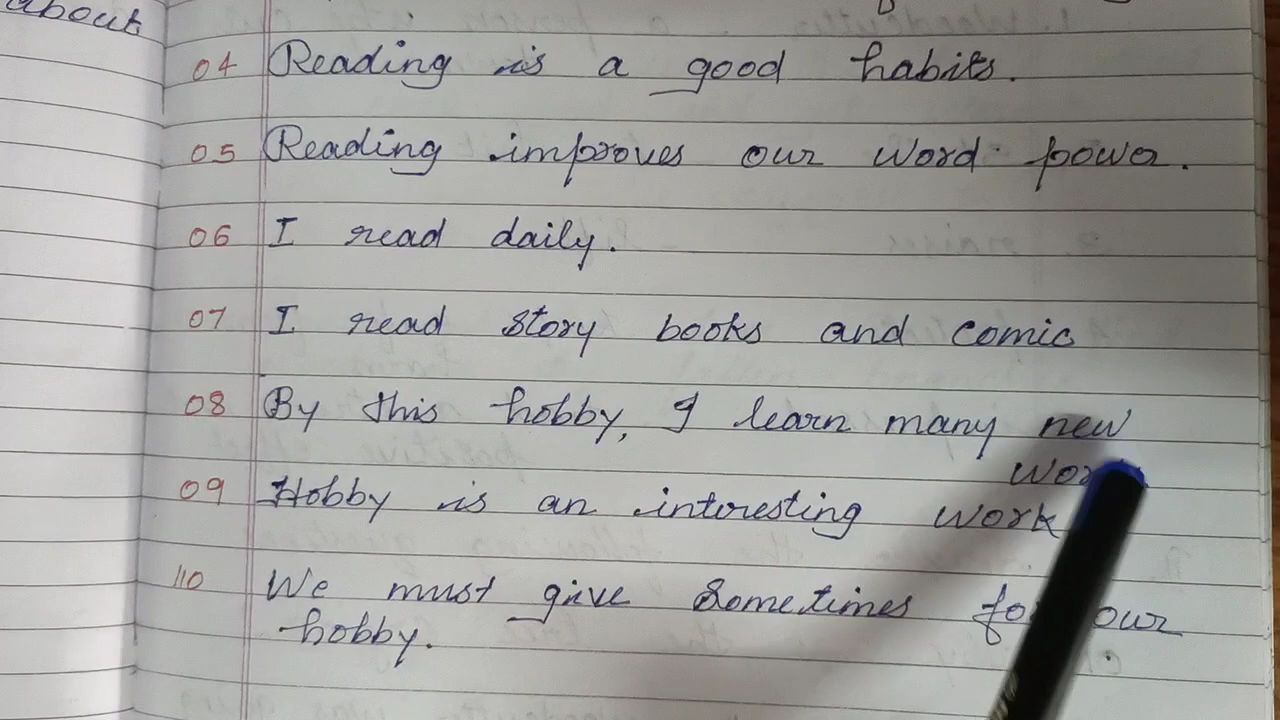 about
04 Reading is a good habits.
05 Reading improves our word power.
06 I read daily.
07 I read story books and comic
08 By this hobby, I learn many new
09 Hobby is an interesting work
10 We must give sometimes for our
hobby.